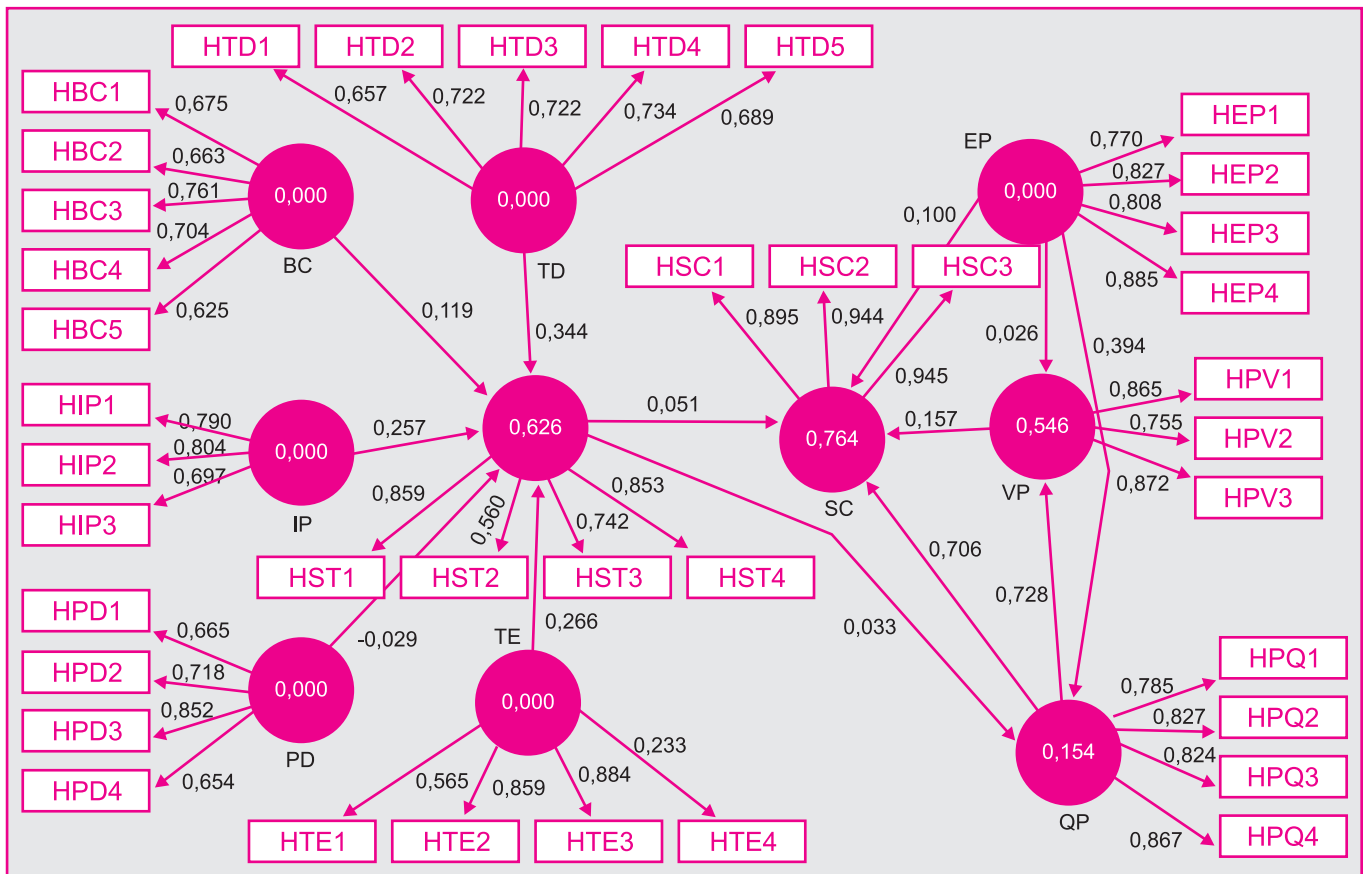 HTD1 HTD2 HTD3 HTD4 HTD5
0,657 0,722 0,722 0,734 0,689
0,000
TD
0,344
HBC1
HBC2
HBC3
HBC4
HBC5
0,675
0,663
0,761
0,704
0,625
0,000
BC
0,119
EP
0,000
0,770
0,827
0,808
0,885
HEP1
HEP2
HEP3
HEP4
0,100
0,026
0,394
HSC1 HSC2 HSC3
0,895 0,944 0,945
0,764
SC
HIP1
HIP2
HIP3
0,790
0,804
0,697
0,000
IP
0,257
0,626
0,051
0,157
0,546
VP
0,865
0,755
0,872
HPV1
HPV2
HPV3
0,859 0,560 0,742 0,853
HST1 HST2 HST3 HST4
0,706
0,728
0,033
HPD1
HPD2
HPD3
HPD4
0,665
0,718
0,852
0,654
0,000
PD
-0,029
TE
0,266
0,000
0,565 0,859 0,884 0,233
HTE1 HTE2 HTE3 HTE4
0,154
QP
0,785
0,827
0,824
0,867
HPQ1
HPQ2
HPQ3
HPQ4